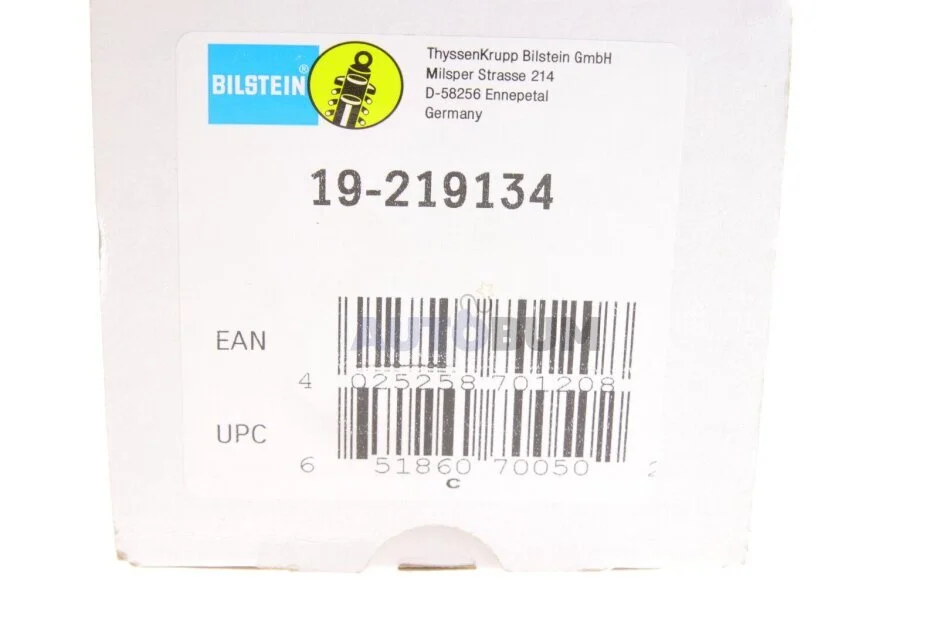 BILSTEIN®
ThyssenKrupp Bilstein GmbH
Milsper Strasse 214
D-58256 Ennepetal
Germany
19-219134
AUTOBUM
EAN
4 025258 701208
UPC
6 51860 70050 2
C